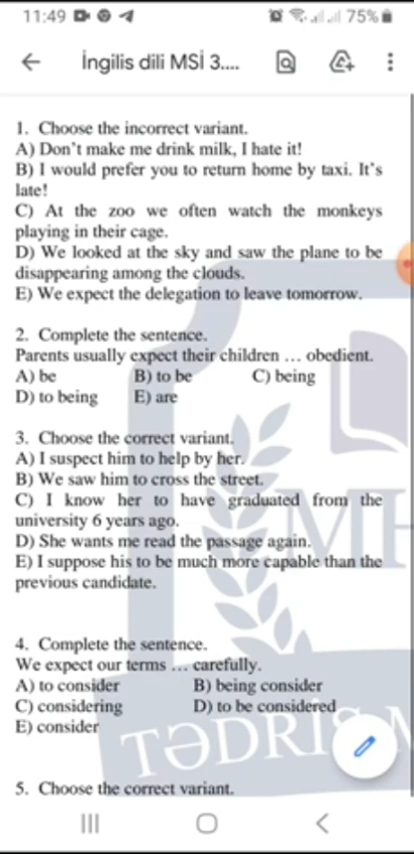 11:49
75%
İngilis dili MSİ 3....
1. Choose the incorrect variant.
A) Don't make me drink milk, I hate it!
B) I would prefer you to return home by taxi. It's
late!
C) At the zoo we often watch the monkeys
playing in their cage.
D) We looked at the sky and saw the plane to be
disappearing among the clouds.
E) We expect the delegation to leave tomorrow.
2. Complete the sentence.
Parents usually expect their children … obedient.
A) be B) to be C) being
D) to being E) are
3. Choose the correct variant.
A) I suspect him to help by her.
B) We saw him to cross the street.
C) I know her to have graduated from the
university 6 years ago.
D) She wants me read the passage again.
E) I suppose his to be much more capable than the
previous candidate.
4. Complete the sentence.
We expect our terms … carefully.
A) to consider B) being consider
C) considering D) to be considered
E) consider
TƏDRİS
5. Choose the correct variant.